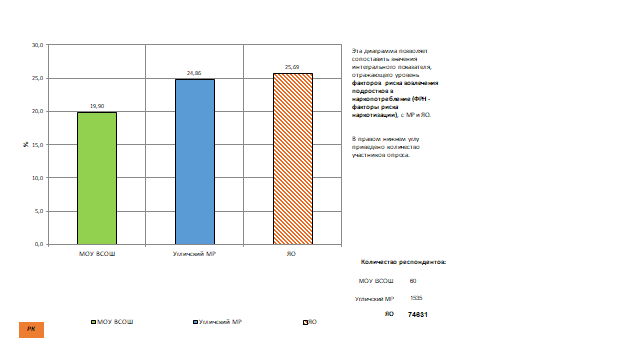 30,0
25,0
20,0
15,0
10,0
5,0
0,0
%
19,90
24,86
25,69
МОУ ВСОШ
Угличский МР
ЯО
МОУ ВСОШ
Угличский МР
ЯО
РК
Эта диаграмма позволяет
сопоставить значения
интегрального показателя,
отражающего уровень
факторов риска вовлечения
подростков в
наркопотребление (ФРН -
факторы риска
наркотизации), с МР и ЯО.
В правом нижнем углу
приведено количество
участников опроса.
Количество респондентов:
МОУ ВСОШ 60
Угличский МР 1535
ЯО 74631